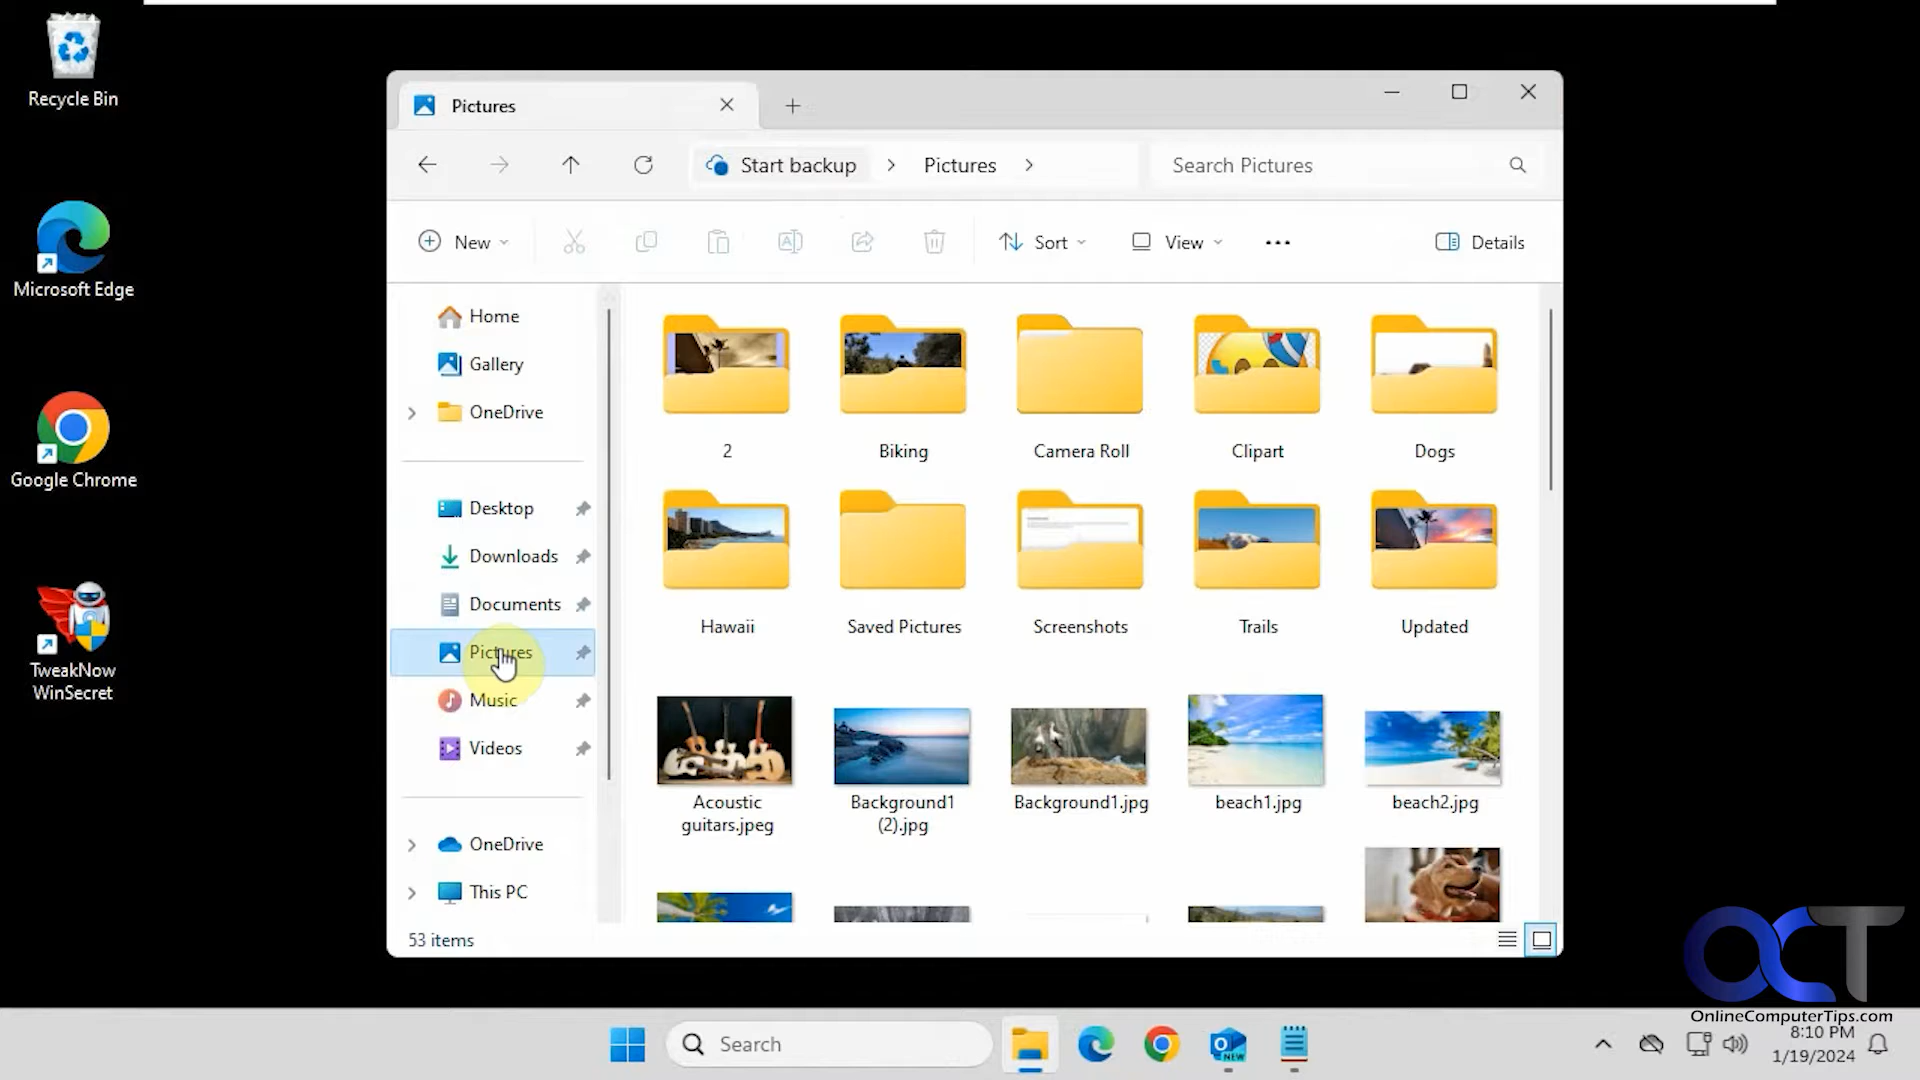 Recycle Bin
Microsoft Edge
Google Chrome
TweakNow
WinSecret
Pictures
Start backup
Pictures
Search Pictures
New
Sort
View
Details
Home
Gallery
OneDrive
Desktop
Downloads
Documents
Pictures
Music
Videos
OneDrive
This PC
2
Biking
Camera Roll
Clipart
Dogs
Hawaii
Saved Pictures
Screenshots
Trails
Updated
Acoustic
guitars.jpeg
Background1
(2).jpg
Background1.jpg
beach1.jpg
beach2.jpg
53 items
OCT
OnlineComputerTips.com
Search
NEW
8:10 PM
1/19/2024